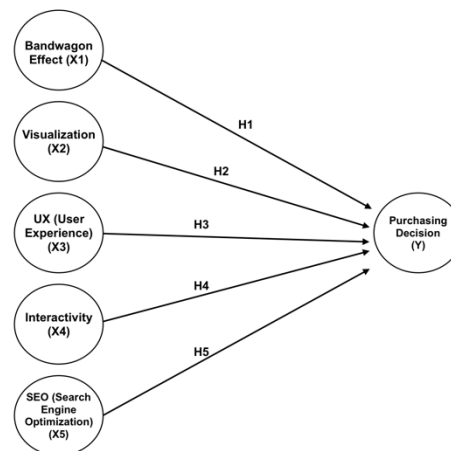 Bandwagon
Effect (X1)
H1
Visualization
(X2)
H2
UX (User
Experience)
(X3)
H3
Purchasing
Decision
(Y)
Interactivity
(X4)
H4
SEO (Search
Engine
Optimization)
(X5)
H5